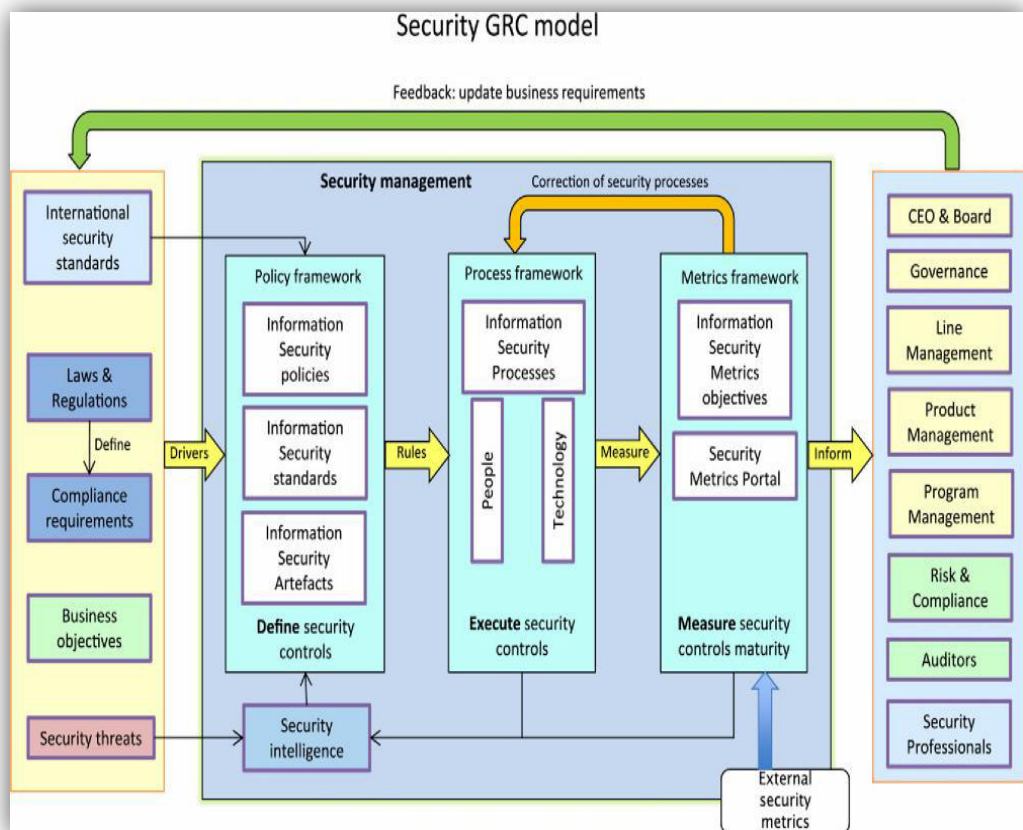 Security GRC model
Feedback: update business requirements
International
security
standards
Laws &
Regulations
Define
Compliance
requirements
Business
objectives
Security threats
Drivers
Security management
Correction of security processes
Policy framework
Information
Security
policies
Information
Security
standards
Information
Security
Artefacts
Define security
controls
Security
intelligence
Rules
Process framework
Information
Security
Processes
People
Technology
Execute security
controls
Measure
Metrics framework
Information
Security
Metrics
objectives
Security
Metrics Portal
Measure security
controls maturity
External
security
metrics
Inform
CEO & Board
Governance
Line
Management
Product
Management
Program
Management
Risk &
Compliance
Auditors
Security
Professionals